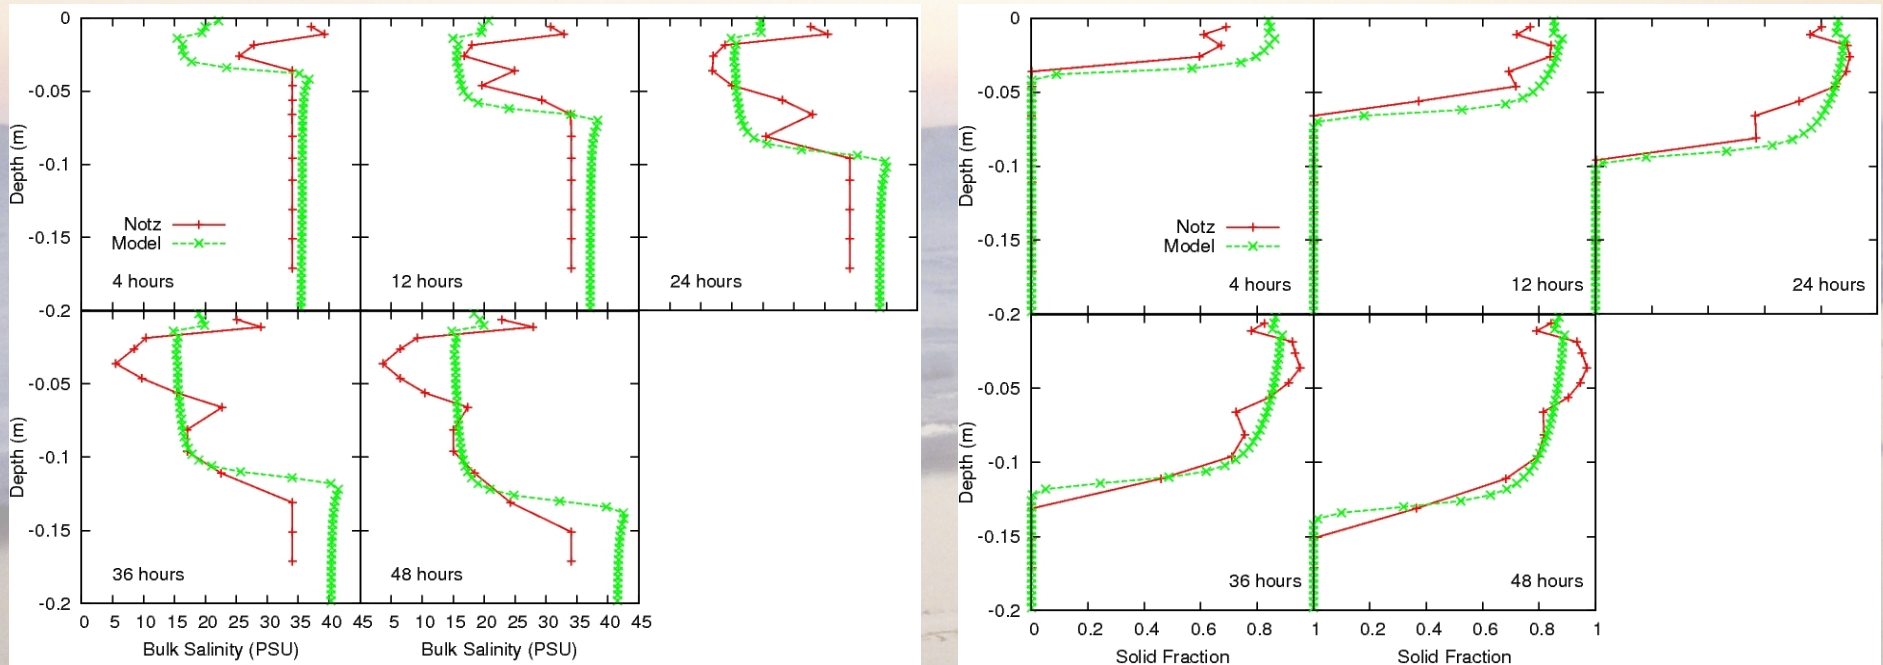 0
-0.05
-0.1
-0.15
-0.2
Depth (m)
Notz
Model
4 hours
12 hours
24 hours
-0.05
-0.1
-0.15
-0.2
Depth (m)
36 hours
48 hours
0 5 10 15 20 25 30 35 40 45 5 10 15 20 25 30 35 40 45
Bulk Salinity (PSU) Bulk Salinity (PSU)
0
-0.05
-0.1
-0.15
-0.2
Depth (m)
Notz
Model
4 hours
12 hours
24 hours
-0.05
-0.1
-0.15
-0.2
Depth (m)
36 hours
48 hours
0 0.2 0.4 0.6 0.8 1 0.2 0.4 0.6 0.8 1
Solid Fraction Solid Fraction